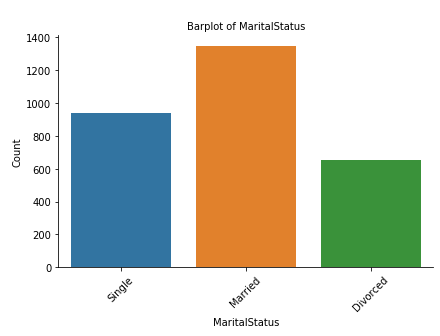 Barplot of MaritalStatus
1400
1200
1000
800
600
400
200
0
Count
Single
Married
Divorced
MaritalStatus